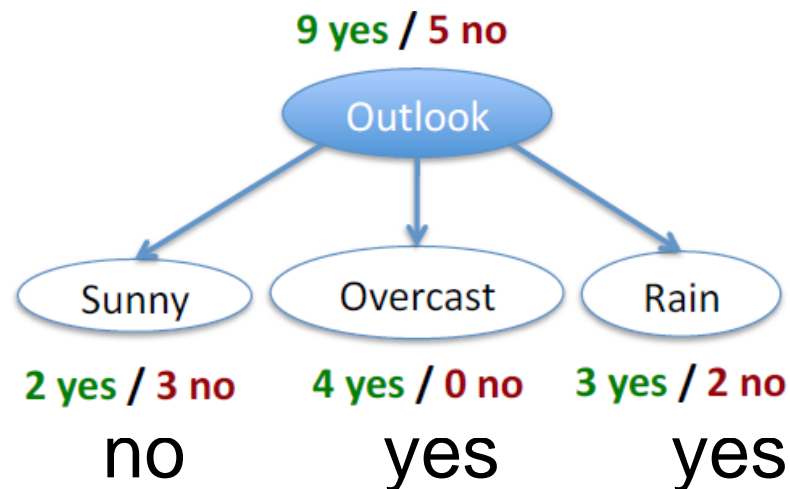 9 yes / 5 no
Outlook
Sunny
Overcast
Rain
2 yes / 3 no
4 yes / 0 no
3 yes / 2 no
no
yes
yes